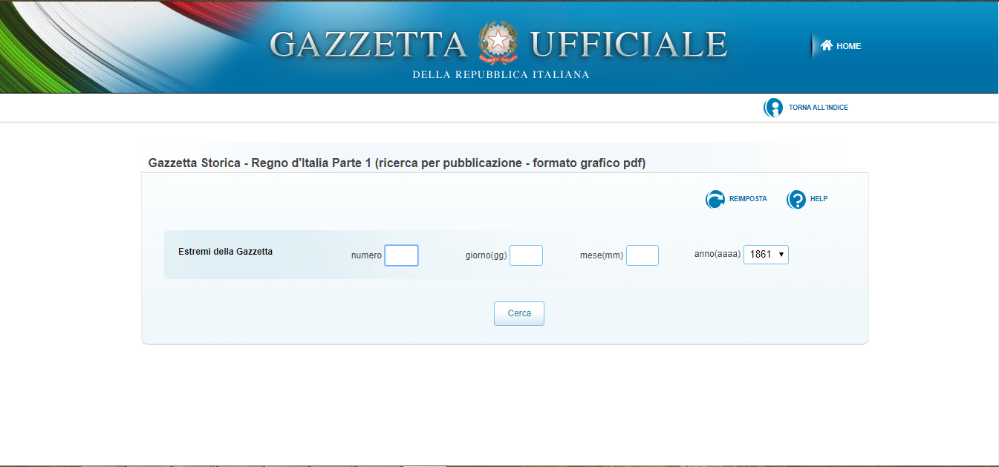 GAZZETTA UFFICIALE
DELLA REPUBBLICA ITALIANA
HOME
TORNA ALL'INDICE
Gazzetta Storica - Regno d'Italia Parte 1 (ricerca per pubblicazione - formato grafico pdf)
REIMPOSTA HELP
Estremi della Gazzetta numero giorno(gg) mese(mm) anno(aaaa) 1861
Cerca